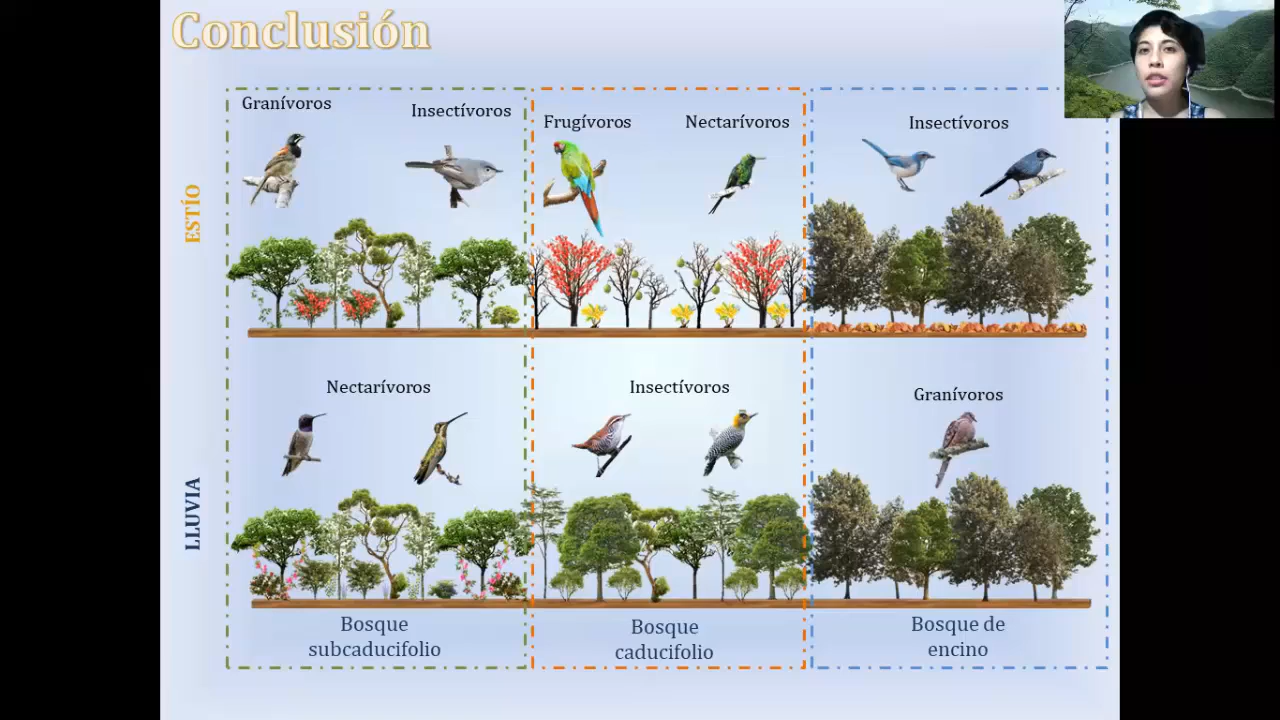 Conclusión
Granívoros
Insectívoros
Frugívoros
Nectarívoros
Insectívoros
ESTÍO
Nectarívoros
Insectívoros
Granívoros
LLUVIA
Bosque
subcaducifolio
Bosque
caducifolio
Bosque de
encino